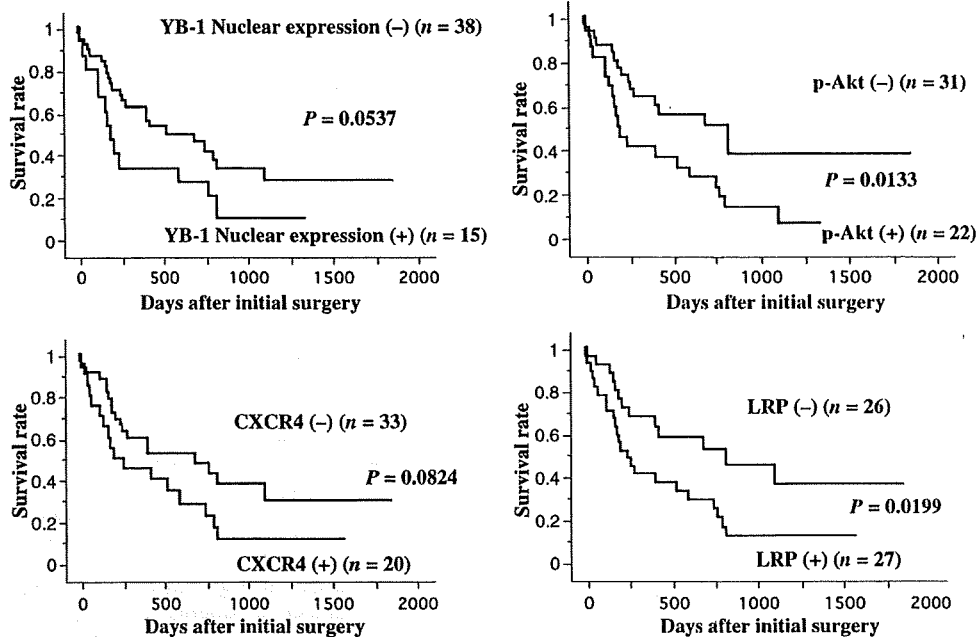 YB-1 Nuclear expression (–) (n = 38)
1
0.8
0.6
0.4
0.2
0
Survival rate
P = 0.0537
YB-1 Nuclear expression (+) (n = 15)
0 500 1000 1500 2000
Days after initial surgery
1
0.8
0.6
0.4
0.2
0
Survival rate
p-Akt (–) (n = 31)
P = 0.0133
p-Akt (+) (n = 22)
0 500 1000 1500 2000
Days after initial surgery
1
0.8
0.6
0.4
0.2
0
Survival rate
CXCR4 (–) (n = 33)
P = 0.0824
CXCR4 (+) (n = 20)
0 500 1000 1500 2000
Days after initial surgery
1
0.8
0.6
0.4
0.2
0
Survival rate
LRP (–) (n = 26)
P = 0.0199
LRP (+) (n = 27)
0 500 1000 1500 2000
Days after initial surgery